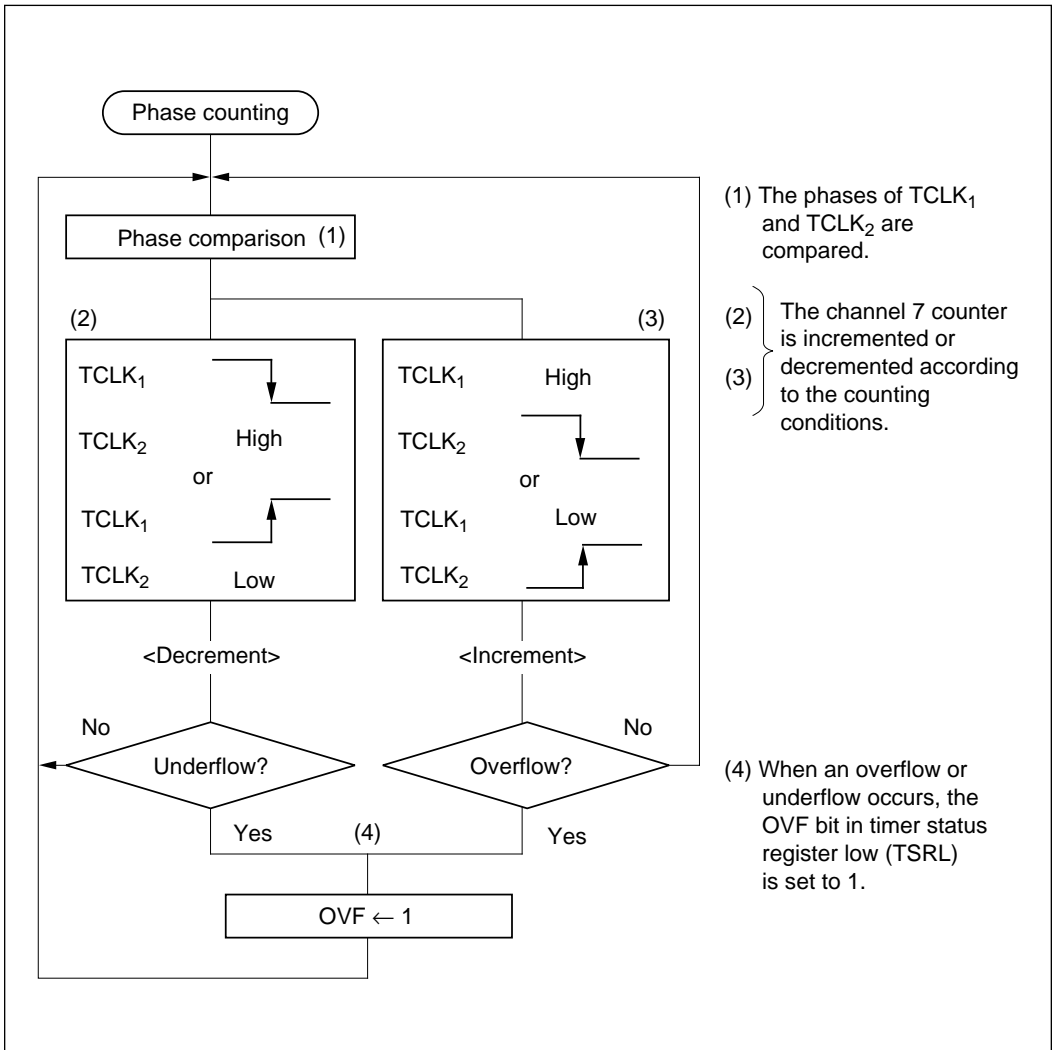 Phase counting
Phase comparison (1)
(1) The phases of TCLK1
and TCLK2 are
compared.
(2)
TCLK1
TCLK2 High
or
TCLK1
TCLK2 Low
(3)
TCLK1 High
TCLK2
or
TCLK1 Low
TCLK2
(2)
(3)
The channel 7 counter
is incremented or
decremented according
to the counting
conditions.
<Decrement>
<Increment>
No
Underflow?
Yes
No
Overflow?
Yes
(4)
OVF ← 1
(4) When an overflow or
underflow occurs, the
OVF bit in timer status
register low (TSRL)
is set to 1.